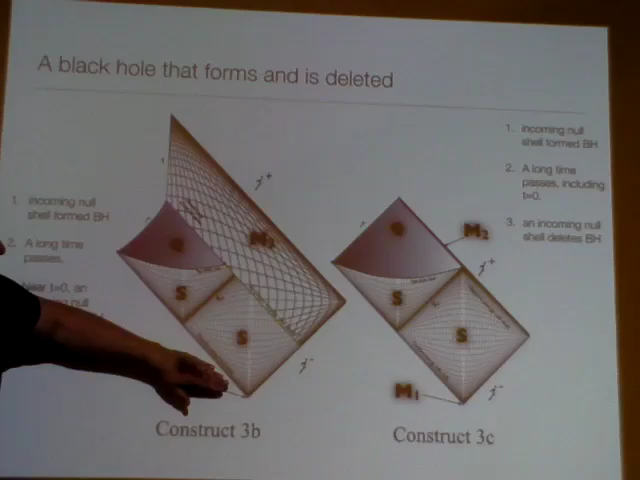 A black hole that forms and is deleted
1. incoming null
shell formed BH
2. A long time
passes.
near t=0, an
null
M₂
S
S
j⁺
j⁻
Construct 3b
M₂
S
S
j⁺
j⁻
M₁
Construct 3c
1. incoming null
shell formed BH
2. A long time
passes, including
t=0.
3. an incoming null
shell deletes BH